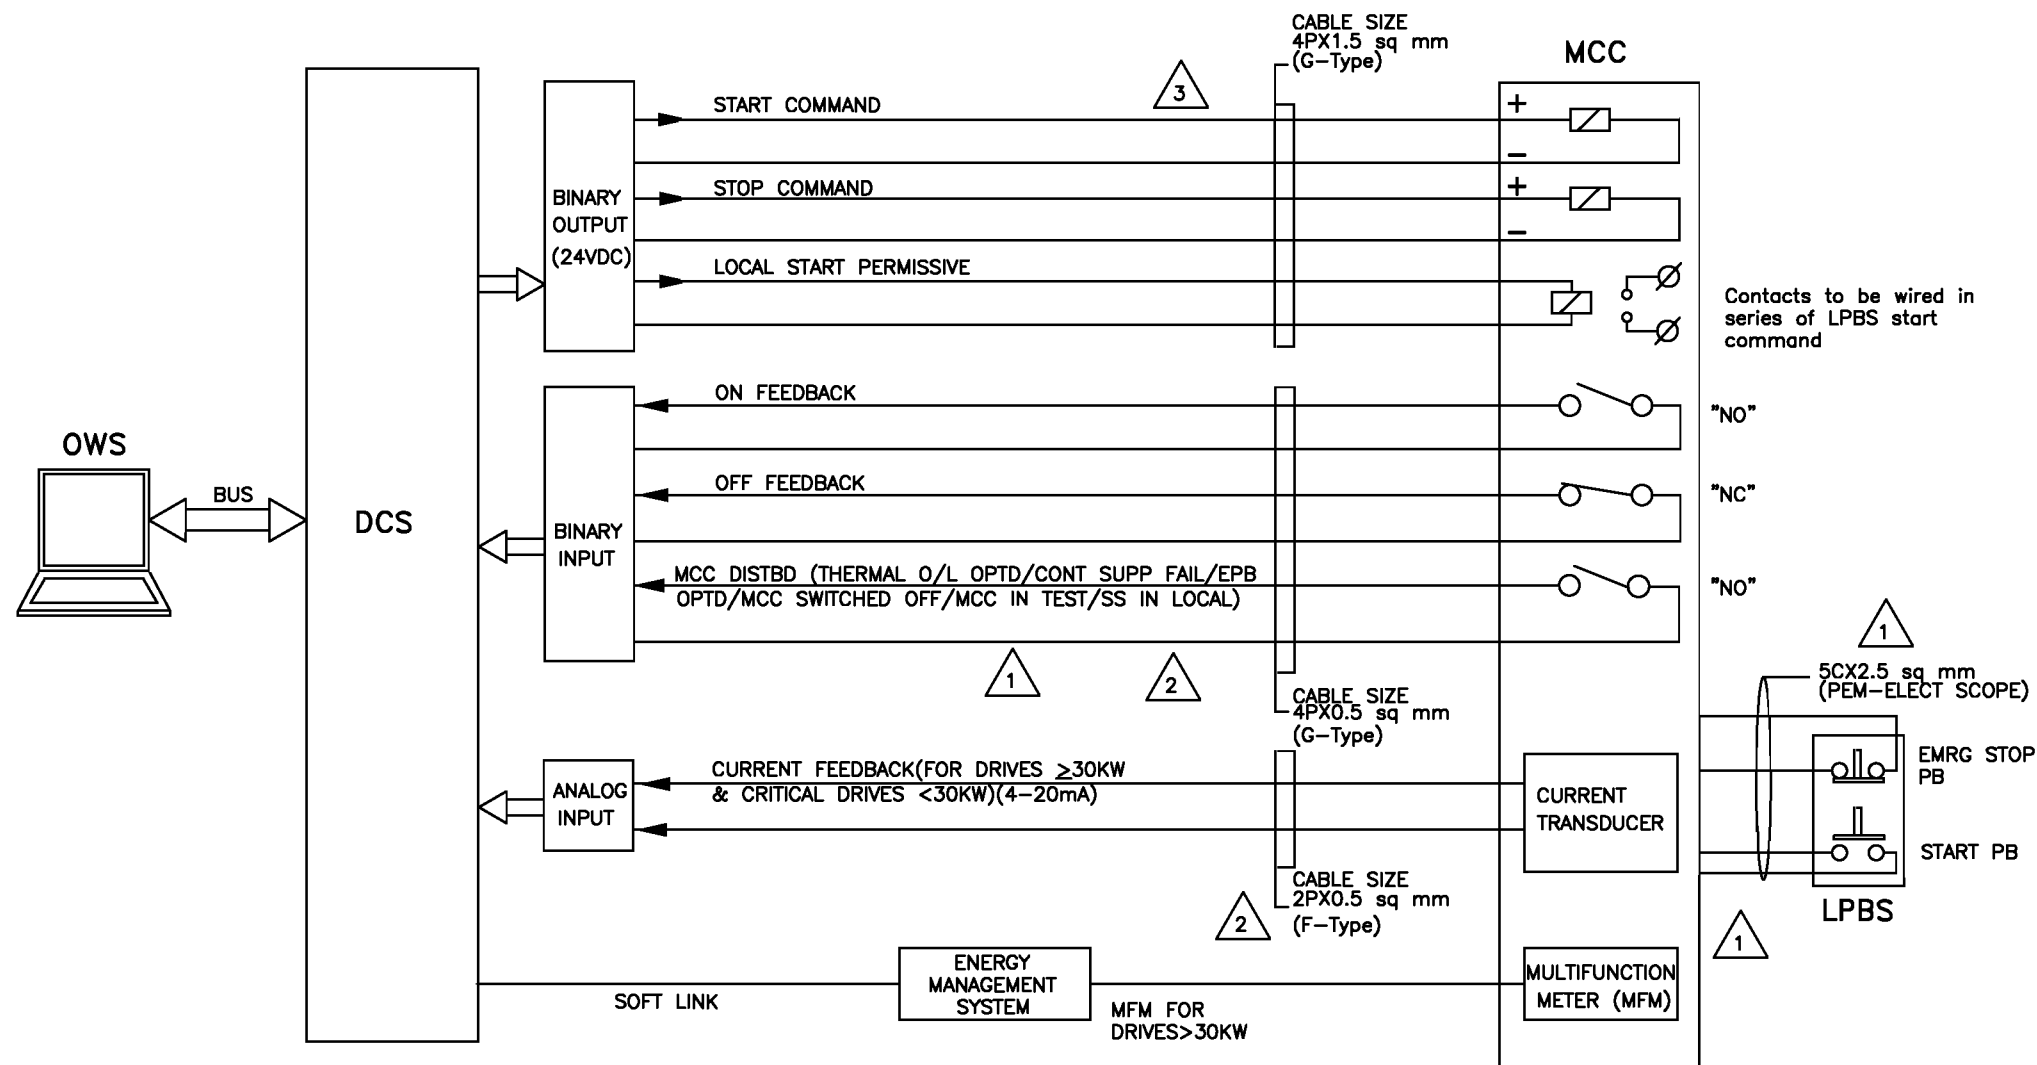 CABLE SIZE
4PX1.5 sq mm
(G-Type)
MCC
3
START COMMAND
+
-
STOP COMMAND
+
-
BINARY
OUTPUT
(24VDC)
LOCAL START PERMISSIVE
Contacts to be wired in
series of LPBS start
command
ON FEEDBACK
"NO"
OWS
BUS
DCS
OFF FEEDBACK
"NC"
BINARY
INPUT
MCC DISTBD (THERMAL O/L OPTD/CONT SUPP FAIL/EPB
OPTD/MCC SWITCHED OFF/MCC IN TEST/SS IN LOCAL)
"NO"
1
2
1
5CX2.5 sq mm
(PEM-ELECT SCOPE)
CABLE SIZE
4PX0.5 sq mm
(G-Type)
ANALOG
INPUT
CURRENT FEEDBACK(FOR DRIVES ≥30KW
& CRITICAL DRIVES <30KW)(4-20mA)
CURRENT
TRANSDUCER
EMRG STOP
PB
START PB
LPBS
CABLE SIZE
2PX0.5 sq mm
(F-Type)
2
1
SOFT LINK
ENERGY
MANAGEMENT
SYSTEM
MFM FOR
DRIVES>30KW
MULTIFUNCTION
METER (MFM)